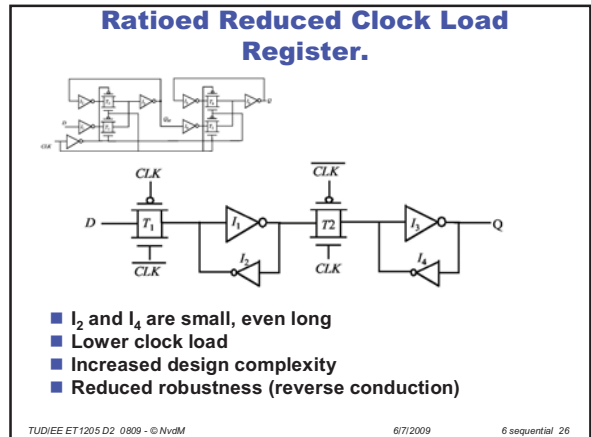 Ratioed Reduced Clock Load
Register.
D
CLK
CLK
CLK
D
T₁
I₁
T2
I₃
Q
I₂
I₄
CLK
CLK
■ I₂ and I₄ are small, even long
■ Lower clock load
■ Increased design complexity
■ Reduced robustness (reverse conduction)
TUD/EE ET1205 D2 0809 - © NvdM
6/7/2009
6 sequential 26